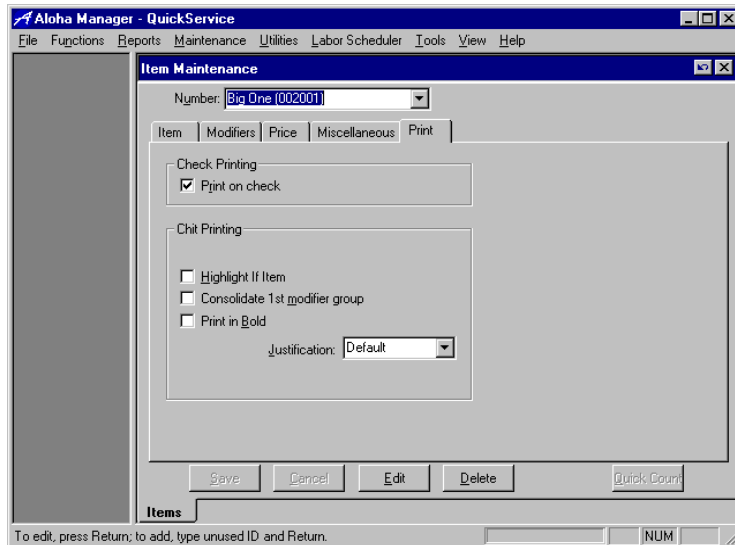 Aloha Manager - QuickService
File Functions Reports Maintenance Utilities Labor Scheduler Tools View Help
Item Maintenance
Number: Big One (002001)
Item Modifiers Price Miscellaneous Print
Check Printing
Print on check
Chit Printing
Highlight If Item
Consolidate 1st modifier group
Print in Bold
Justification: Default
Save Cancel Edit Delete Quick Count
Items
To edit, press Return; to add, type unused ID and Return. NUM